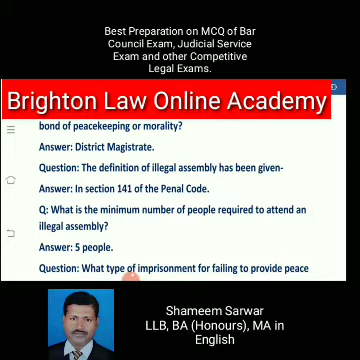 Best Preparation on MCQ of Bar
Council Exam, Judicial Service
Exam and other Competitive
Legal Exams.
Brighton Law Online Academy
bond of peacekeeping or morality?
Answer: District Magistrate.
Question: The definition of illegal assembly has been given-
Answer: In section 141 of the Penal Code.
Q: What is the minimum number of people required to attend an
illegal assembly?
Answer: 5 people.
Question: What type of imprisonment for failing to provide peace
Shameem Sarwar
LLB, BA (Honours), MA in
English